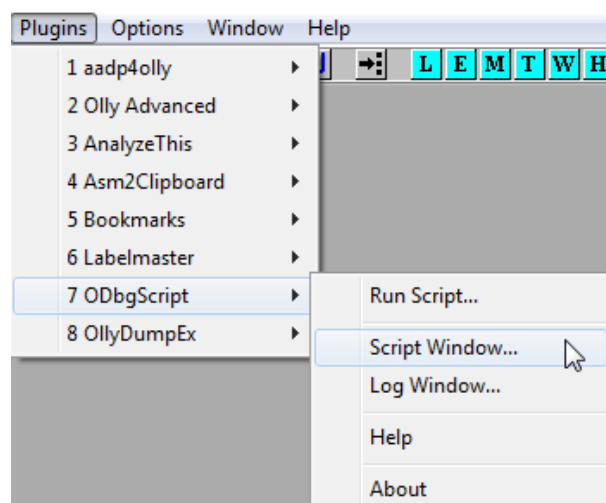 Plugins Options Window Help
L E M T W H
1 aadp4olly
2 Olly Advanced
3 AnalyzeThis
4 Asm2Clipboard
5 Bookmarks
6 Labelmaster
7 ODbgScript
8 OllyDumpEx
Run Script...
Script Window...
Log Window...
Help
About